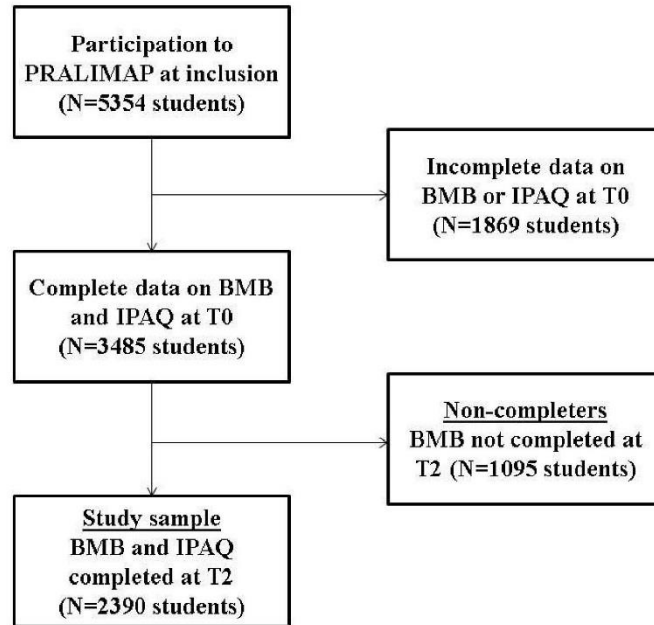 Participation to
PRALIMAP at inclusion
(N=5354 students)
Incomplete data on
BMB or IPAQ at T0
(N=1869 students)
Complete data on BMB
and IPAQ at T0
(N=3485 students)
Non-completers
BMB not completed at
T2 (N=1095 students)
Study sample
BMB and IPAQ
completed at T2
(N=2390 students)